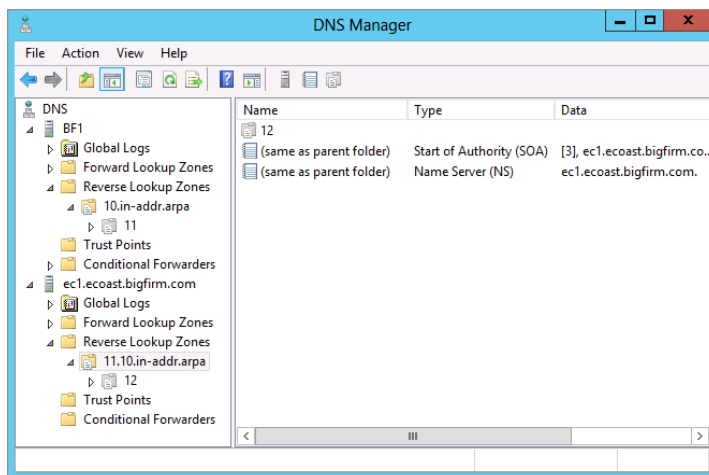 DNS Manager
File Action View Help
DNS
BF1
Global Logs
Forward Lookup Zones
Reverse Lookup Zones
10.in-addr.arpa
11
Trust Points
Conditional Forwarders
ec1.ecoast.bigfirm.com
Global Logs
Forward Lookup Zones
Reverse Lookup Zones
11.10.in-addr.arpa
12
Trust Points
Conditional Forwarders
Name Type Data
12
(same as parent folder) Start of Authority (SOA) [3], ec1.ecoast.bigfirm.co...
(same as parent folder) Name Server (NS) ec1.ecoast.bigfirm.com.